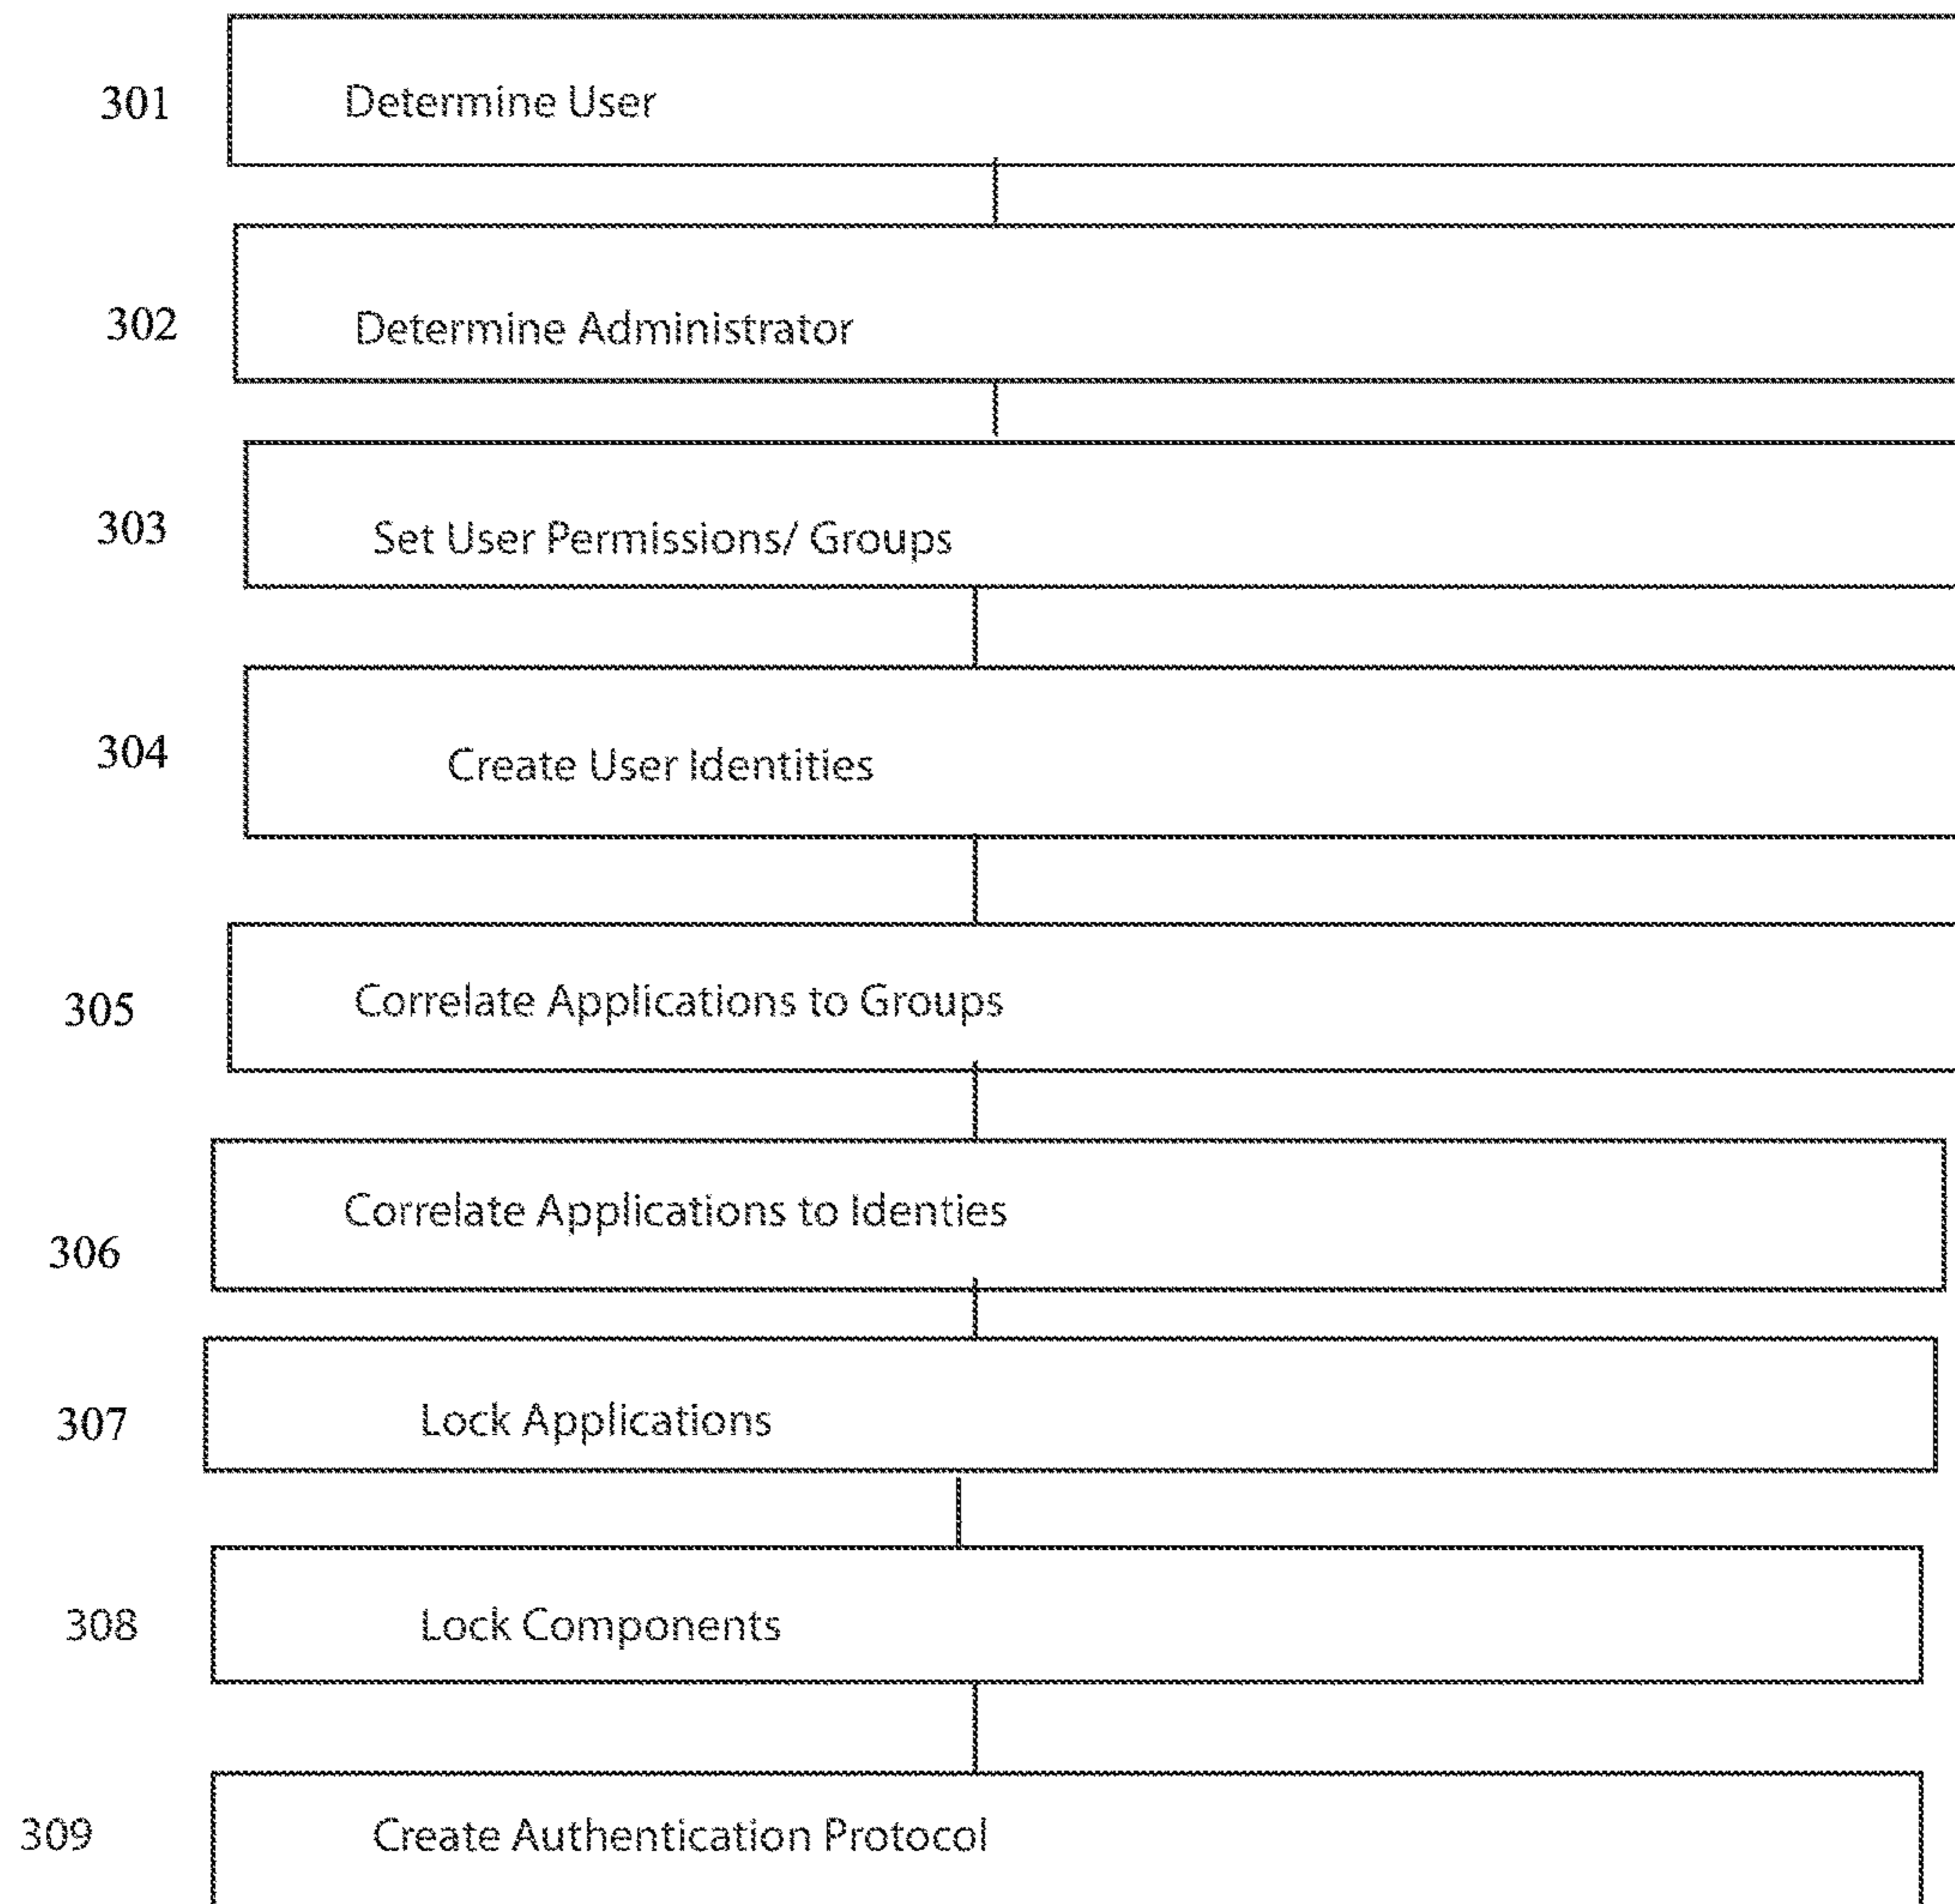 301 Determine User
302 Determine Administrator
303 Set User Permissions/ Groups
304 Create User Identities
305 Correlate Applications to Groups
306 Correlate Applications to Identies
307 Lock Applications
308 Lock Components
309 Create Authentication Protocol